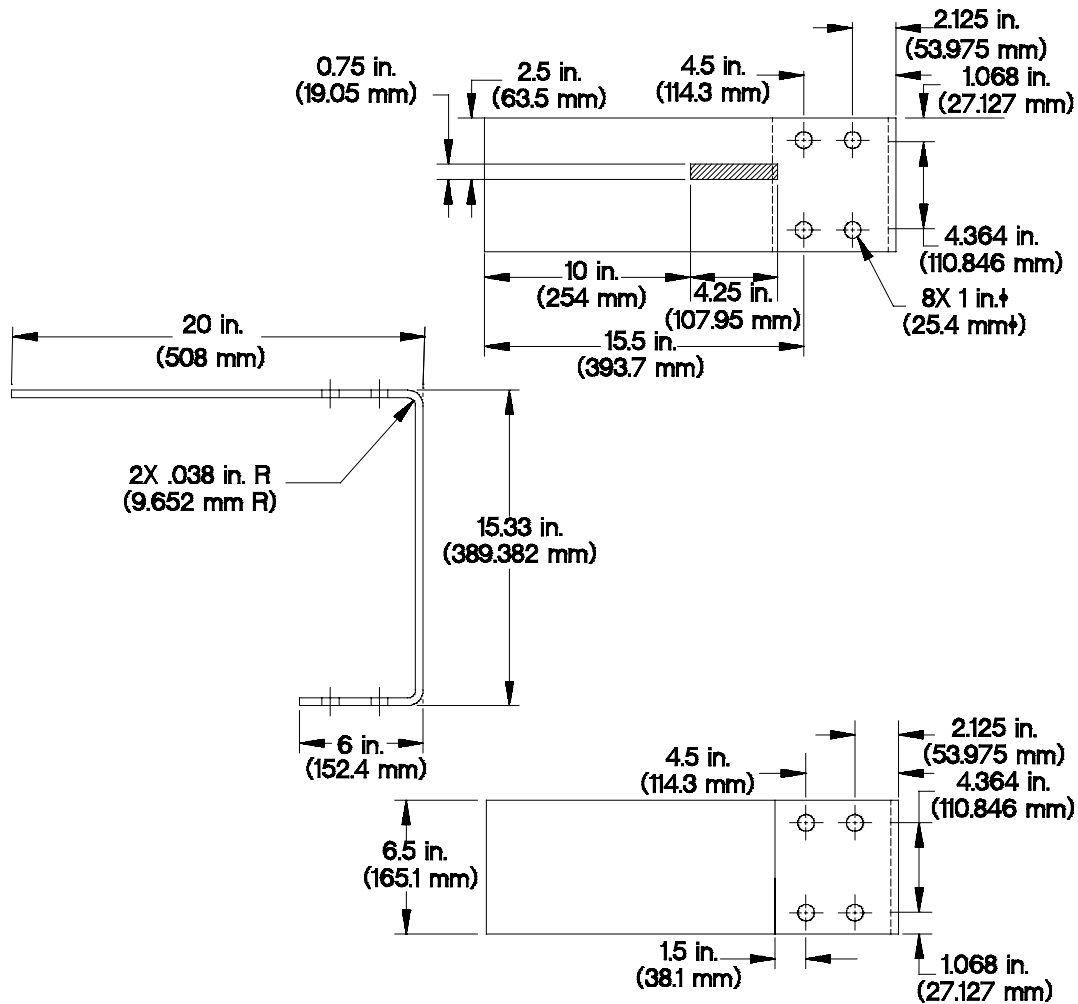 2.125 in.
(53.975 mm)
0.75 in.
(19.05 mm)
2.5 in.
(63.5 mm)
4.5 in.
(114.3 mm)
1.068 in.
(27.127 mm)
4.364 in.
(110.846 mm)
10 in.
(254 mm)
4.25 in.
(107.95 mm)
8X 1 in.ϕ
(25.4 mmϕ)
15.5 in.
(393.7 mm)
20 in.
(508 mm)
2X .038 in. R
(9.652 mm R)
15.33 in.
(389.382 mm)
6 in.
(152.4 mm)
2.125 in.
(53.975 mm)
4.5 in.
(114.3 mm)
4.364 in.
(110.846 mm)
6.5 in.
(165.1 mm)
1.5 in.
(38.1 mm)
1.068 in.
(27.127 mm)